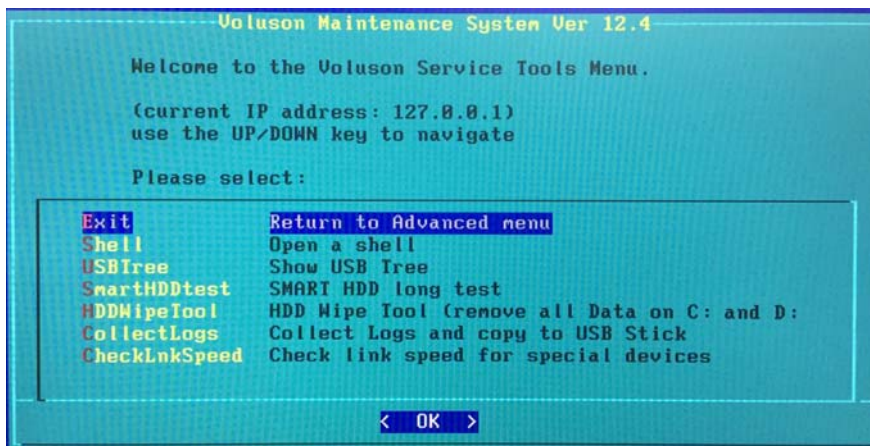 Voluson Maintenance System Ver 12.4
Welcome to the Voluson Service Tools Menu.
(current IP address: 127.0.0.1)
use the UP/DOWN key to navigate
Please select:
Exit Return to Advanced menu
Shell Open a shell
USBTree Show USB Tree
SmartHDDtest SMART HDD long test
HDDWipeTool HDD Wipe Tool (remove all Data on C: and D:
CollectLogs Collect Logs and copy to USB Stick
CheckLnkSpeed Check link speed for special devices
< OK >